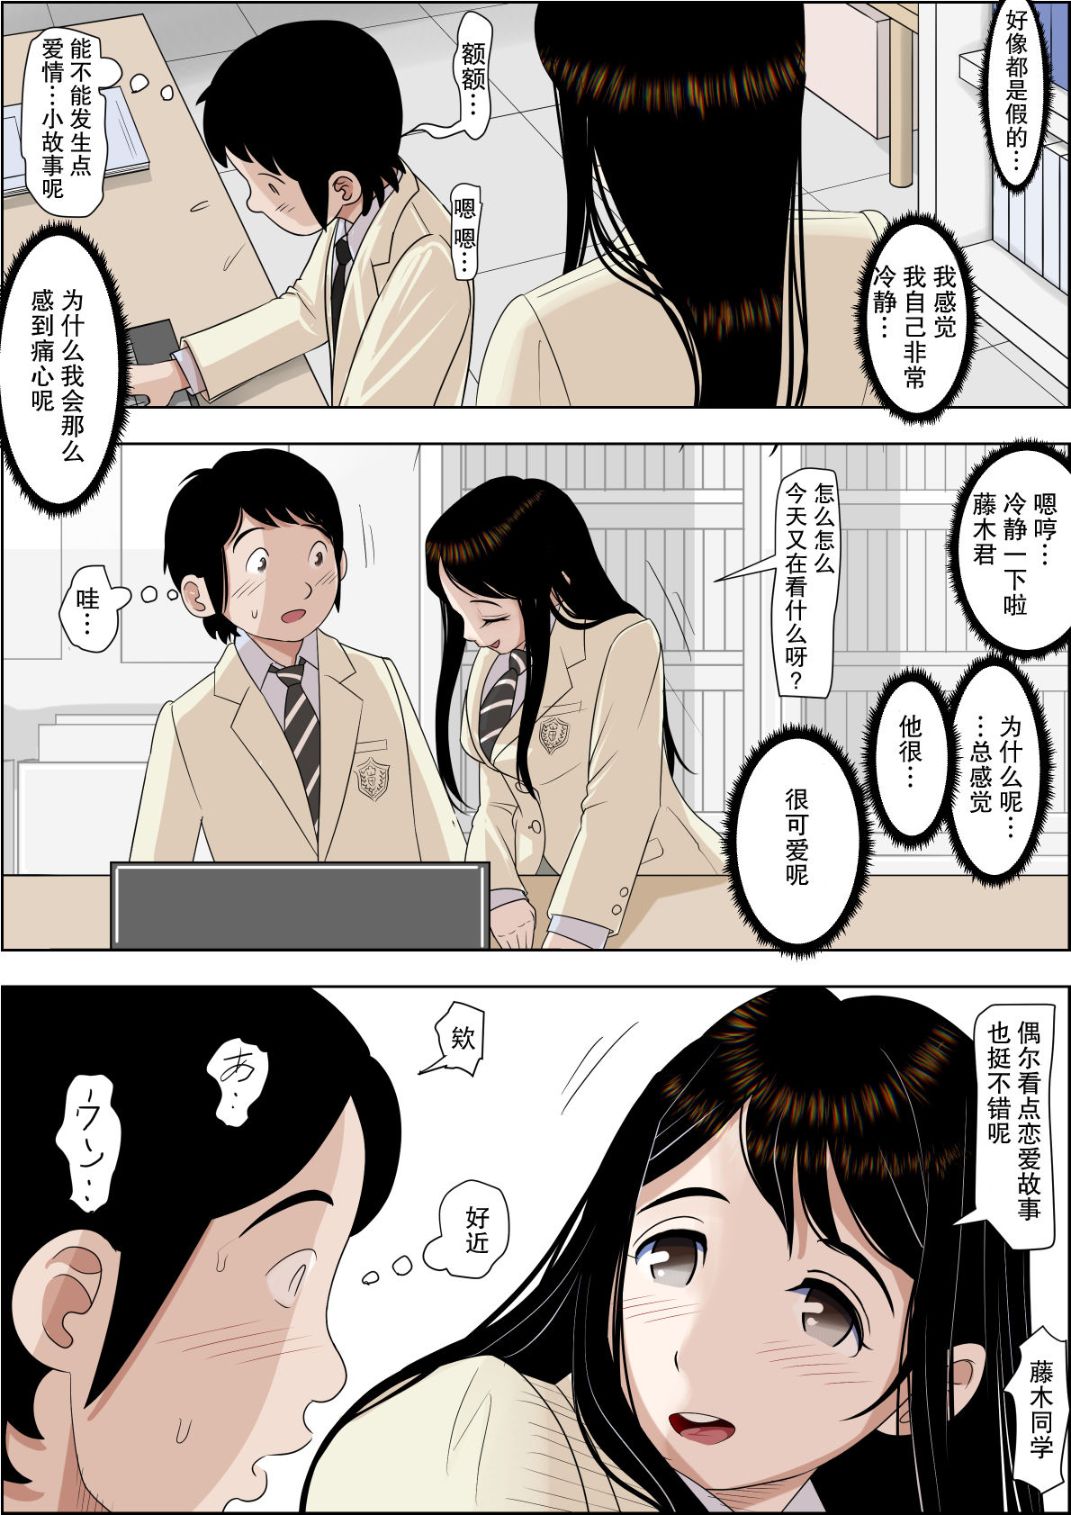 好像都是假的…
我感觉
我自己非常
冷静…
额额…
嗯嗯…
能不能发生点
爱情…小故事呢
为什么我会那么
感到痛心呢
嗯哼…
冷静一下啦
藤木君
为什么呢…
…总感觉
他很…
很可爱呢
怎么怎么
今天又在看什么呀?
哇…
偶尔看点恋爱故事
也挺不错呢
藤木同学
欸
好近
あ…
ウン…